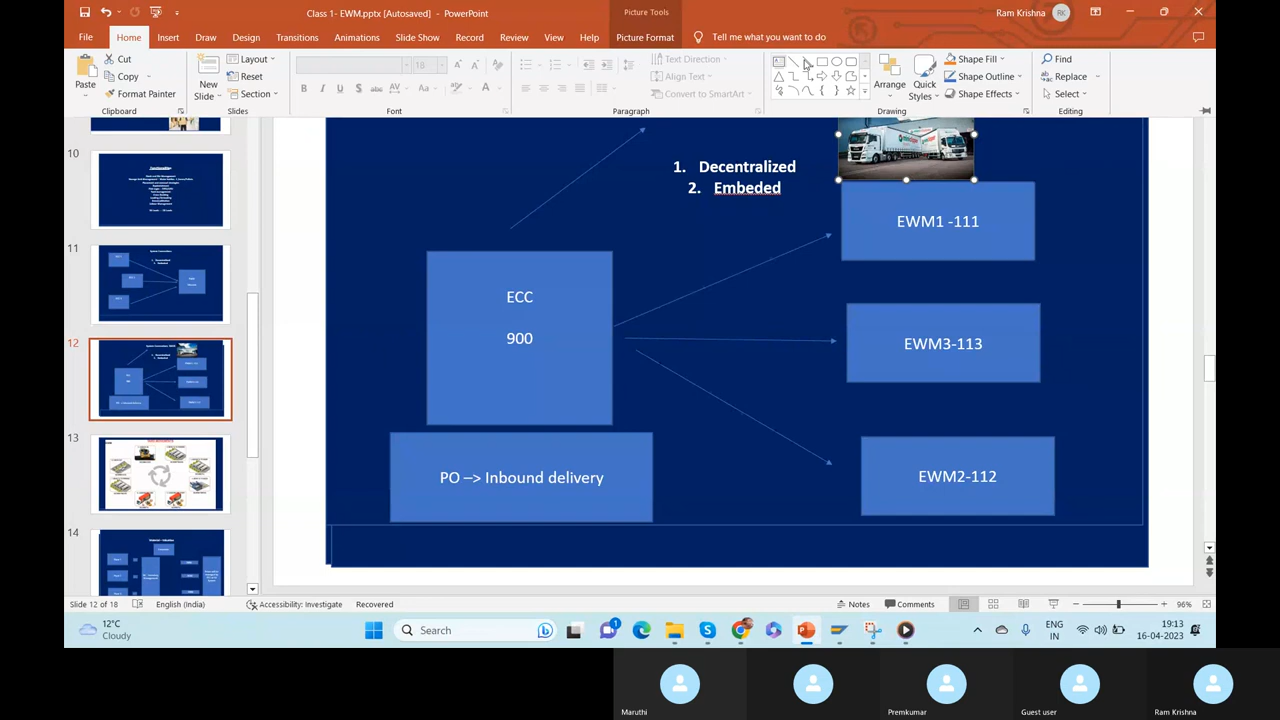 Class 1- EWM.pptx [Autosaved] - PowerPoint
Picture Tools
Ram Krishna
RK
File
Home
Insert
Draw
Design
Transitions
Animations
Slide Show
Record
Review
View
Help
Picture Format
Tell me what you want to do
Paste
Cut
Copy
Format Painter
Clipboard
New
Slide
Layout
Reset
Section
Slides
18
Font
Text Direction
Align Text
Convert to SmartArt
Paragraph
Arrange
Quick
Styles
Shape Fill
Shape Outline
Shape Effects
Drawing
Find
Replace
Select
Editing
10
11
12
13
14
1. Decentralized
2. Embeded
ECC
900
PO –> Inbound delivery
EWM1 -111
EWM3-113
EWM2-112
Slide 12 of 18
English (India)
Accessibility: Investigate
Recovered
Notes
Comments
96%
12°C
Cloudy
Search
ENG
IN
19:13
16-04-2023
Maruthi
Premkumar
Guest user
Ram Krishna